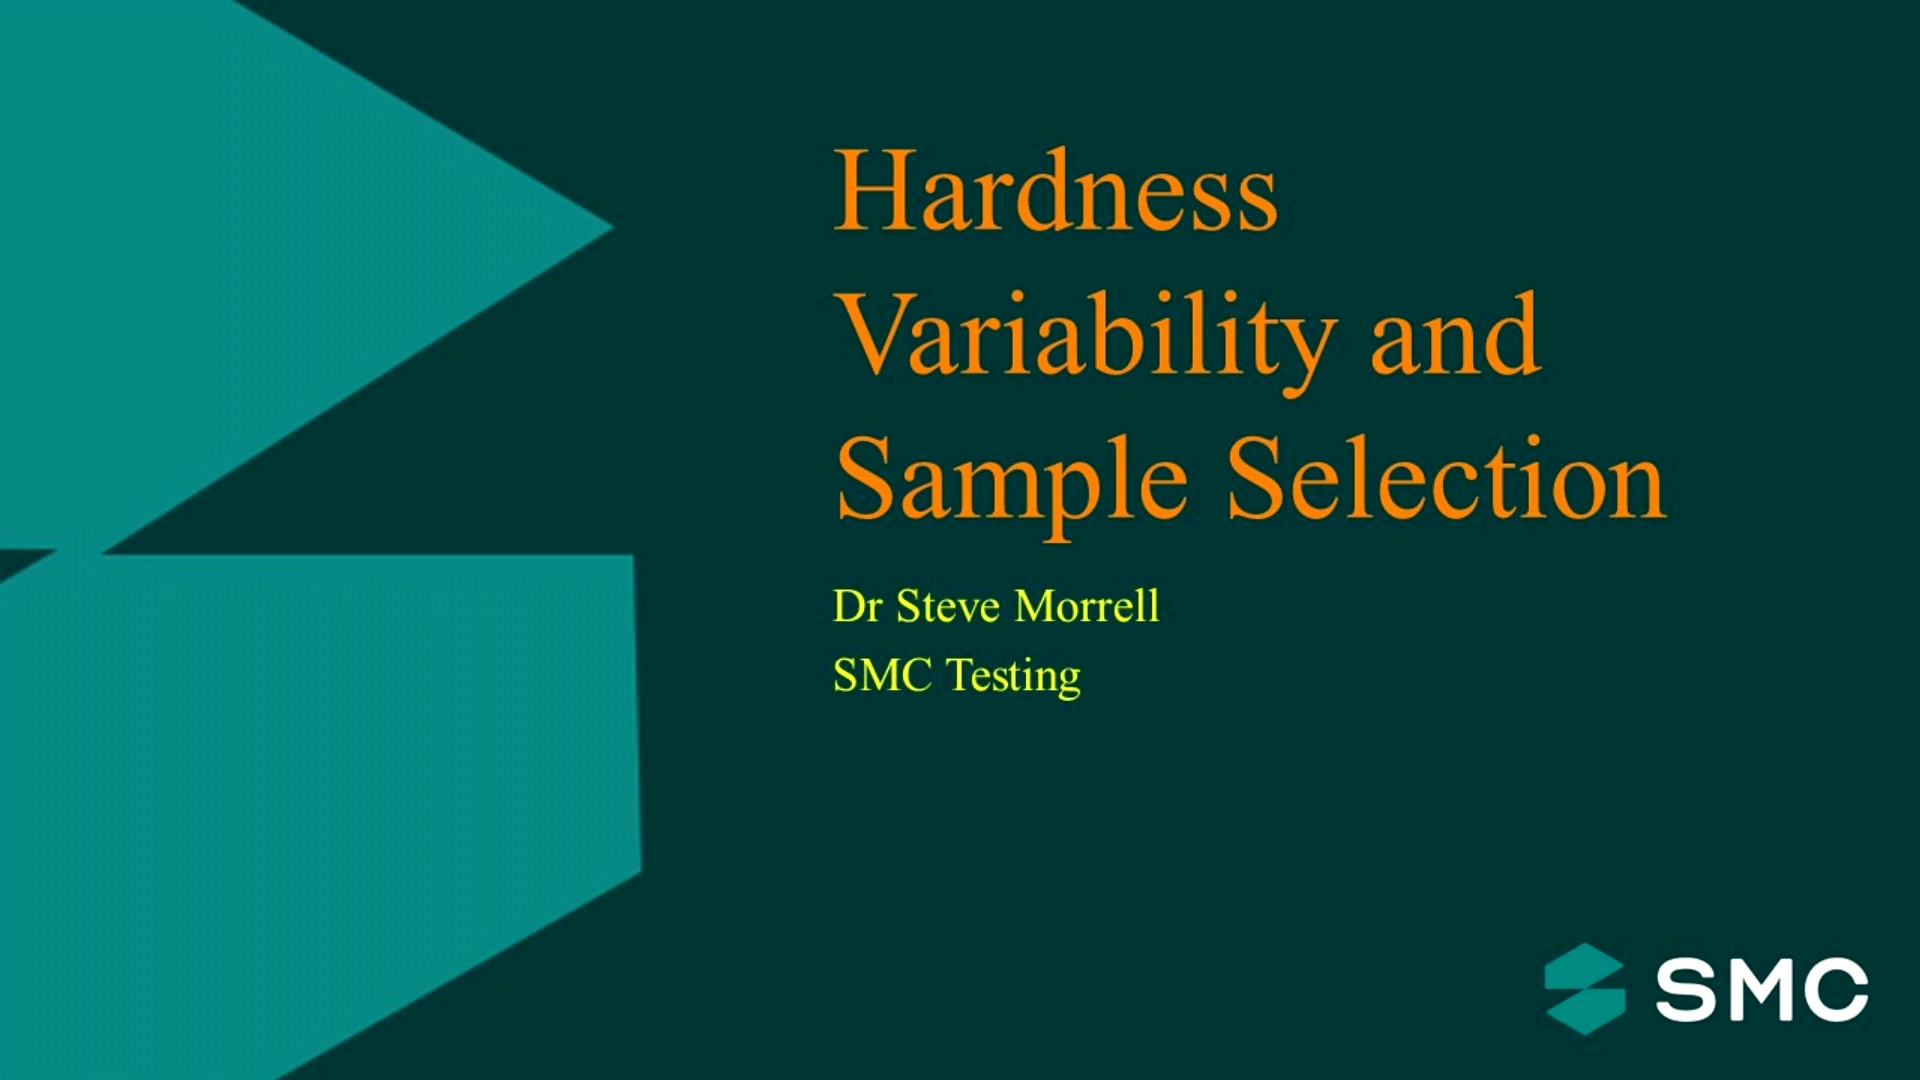 Hardness
Variability and
Sample Selection
Dr Steve Morrell
SMC Testing
SMC